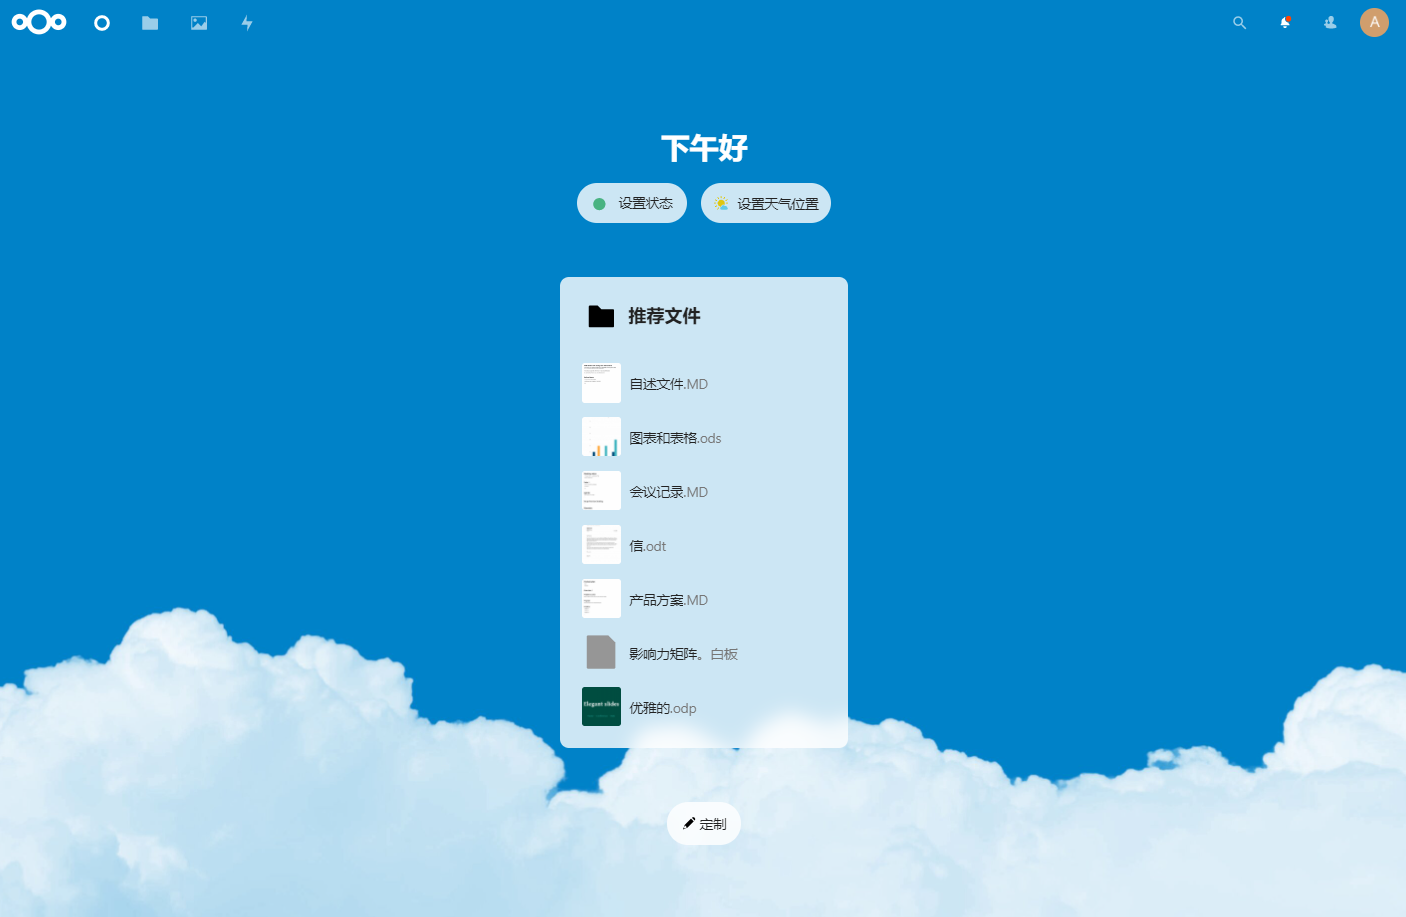 A
下午好
设置状态
设置天气位置
推荐文件
自述文件.MD
图表和表格.ods
会议记录.MD
信.odt
产品方案.MD
影响力矩阵。白板
Elegant slides
优雅的.odp
定制